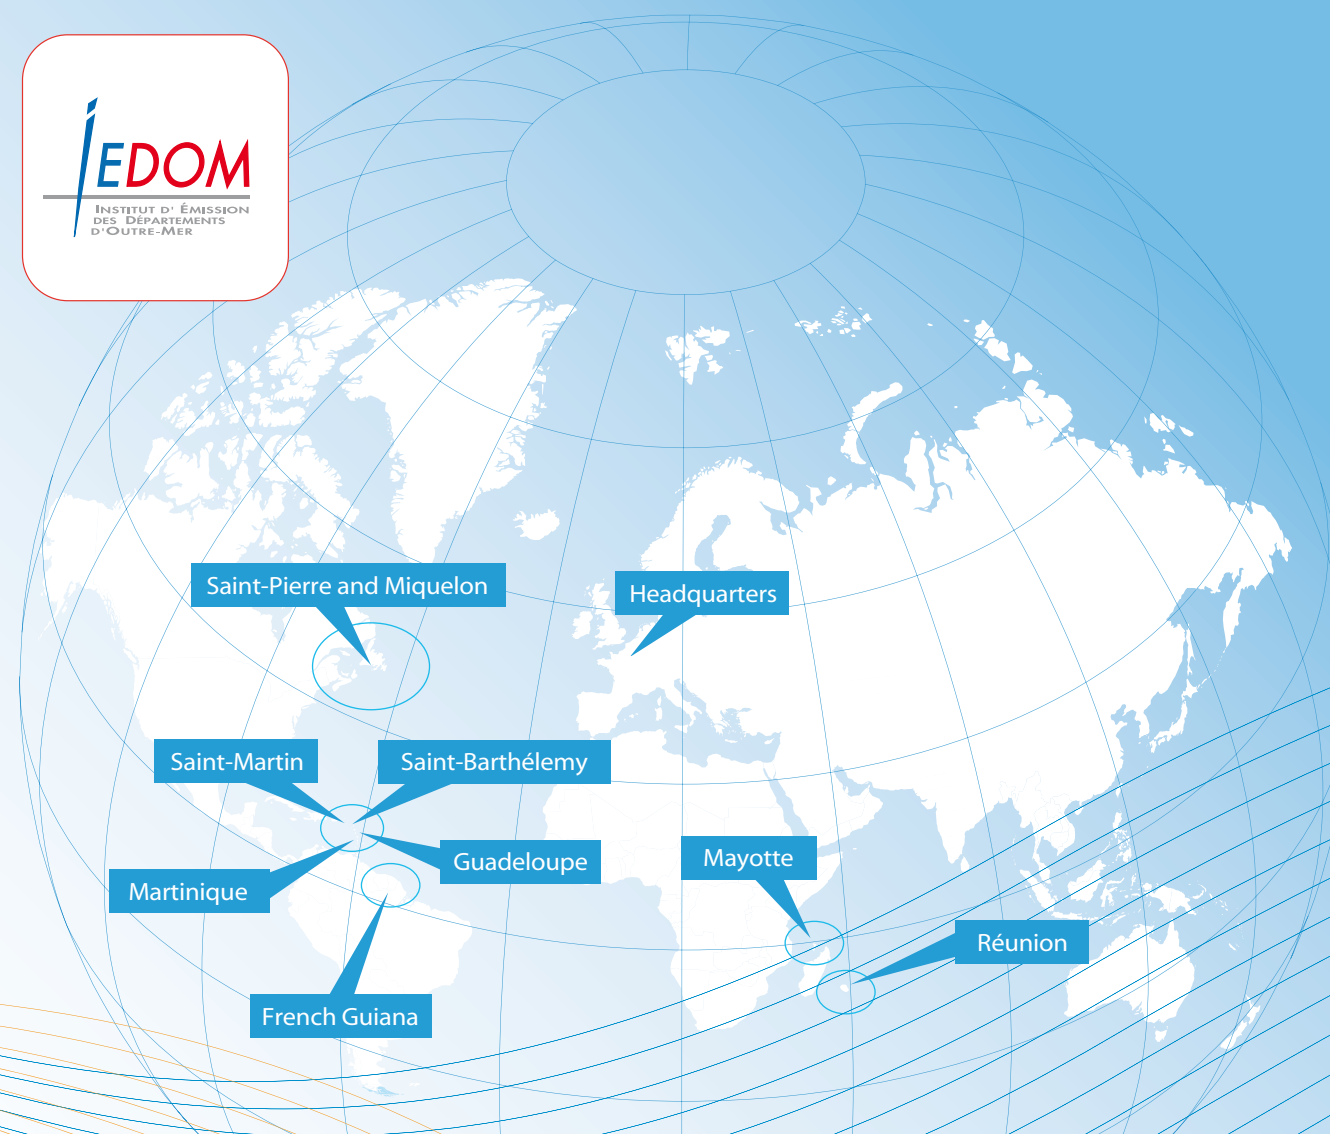 iEDOM
INSTITUT D' ÉMISSION
DES DÉPARTEMENTS
D'OUTRE-MER
Saint-Pierre and Miquelon
Headquarters
Saint-Martin
Saint-Barthélemy
Guadeloupe
Mayotte
Martinique
Réunion
French Guiana